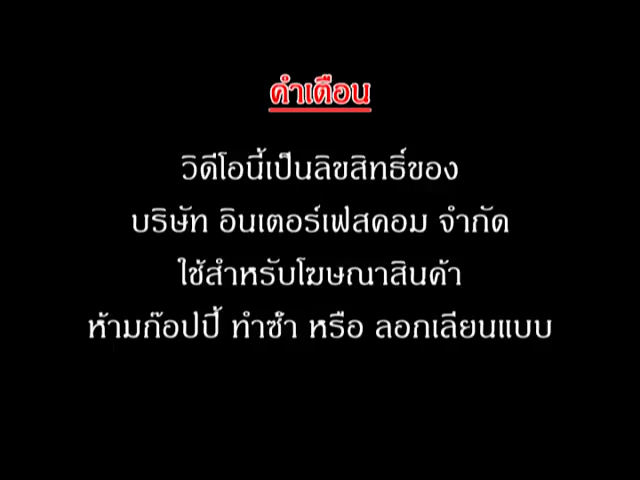 คำเตือน
วิดีโอนี้เป็นลิขสิทธิ์ของ
บริษัท อินเตอร์เฟสคอม จำกัด
ใช้สำหรับโฆษณาสินค้า
ห้ามก๊อปปี้ ทำซ้ำ หรือ ลอกเลียนแบบ